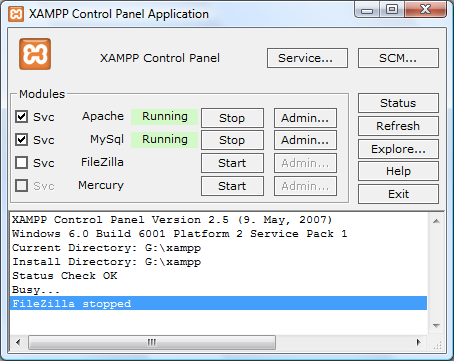 XAMPP Control Panel Application
XAMPP Control Panel Service... SCM...
Modules
Svc Apache Running Stop Admin...
Svc MySql Running Stop Admin...
Svc FileZilla Start Admin...
Svc Mercury Start Admin...
Status
Refresh
Explore...
Help
Exit
XAMPP Control Panel Version 2.5 (9. May, 2007)
Windows 6.0 Build 6001 Platform 2 Service Pack 1
Current Directory: G:\xampp
Install Directory: G:\xampp
Status Check OK
Busy...
FileZilla stopped